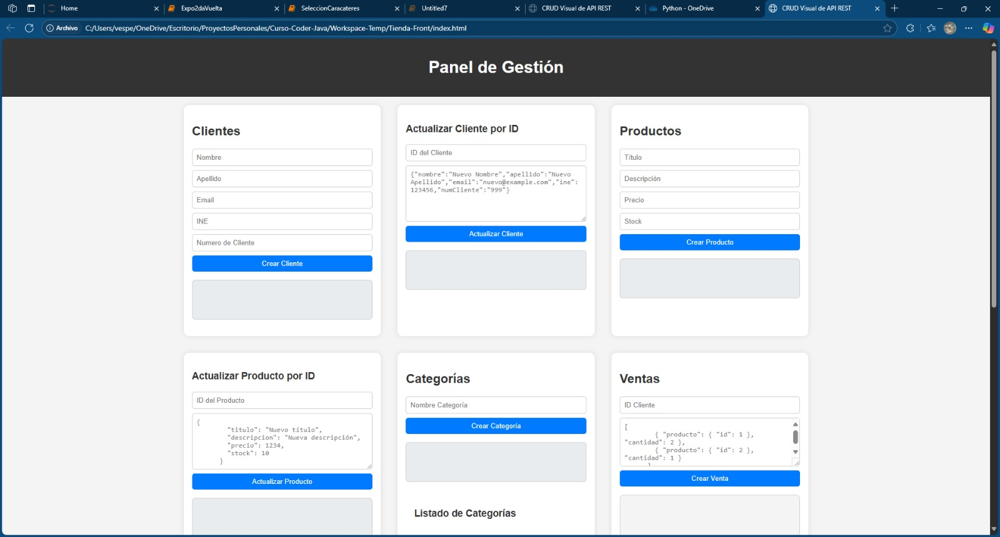 Home
Expo2daVuelta
SeleccionCaracateres
Untitled7
CRUD Visual de API REST
Python - OneDrive
CRUD Visual de API REST
Archivo
C:/Users/vespe/OneDrive/Escritorio/ProyectosPersonales/Curso-Coder-Java/Workspace-Temp/Tienda-Front/index.html
Panel de Gestión
Clientes
Nombre
Apellido
Email
INE
Numero de Cliente
Crear Cliente
Actualizar Cliente por ID
ID del Cliente
{"nombre":"Nuevo Nombre","apellido":"Nuevo
Apellido","email":"nuevo@example.com","ine":
123456,"numCliente":"999"}
Actualizar Cliente
Productos
Título
Descripción
Precio
Stock
Crear Producto
Actualizar Producto por ID
ID del Producto
{
"titulo": "Nuevo título",
"descripcion": "Nueva descripción",
"precio": 1234,
"stock": 10
}
Actualizar Producto
Categorías
Nombre Categoría
Crear Categoría
Listado de Categorías
Ventas
ID Cliente
[
{ "producto": { "id": 1 },
"cantidad": 2 },
{ "producto": { "id": 2 },
"cantidad": 1 }
]
Crear Venta